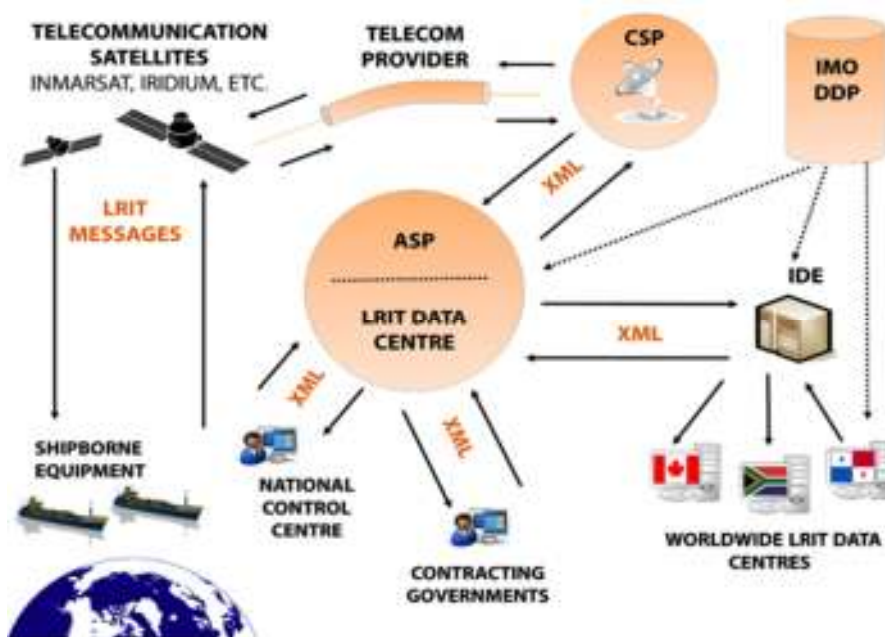 TELECOMMUNICATION
SATELLITES
INMARSAT, IRIDIUM, ETC.
TELECOM
PROVIDER
CSP
IMO
DDP
LRIT
MESSAGES
XML
ASP
LRIT DATA
CENTRE
IDE
XML
XML
XML
SHIPBORNE
EQUIPMENT
NATIONAL
CONTROL
CENTRE
CONTRACTING
GOVERNMENTS
WORLDWIDE LRIT DATA
CENTRES